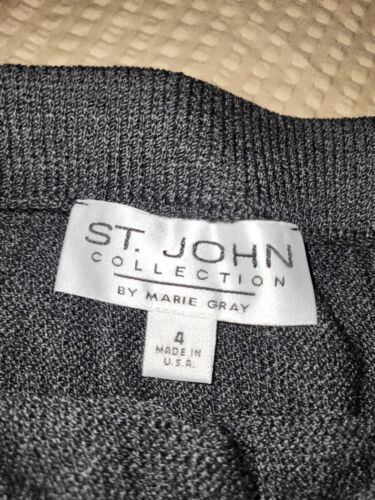 ST. JOHN
COLLECTION
BY MARIE GRAY
4
MADE IN
U.S.A.